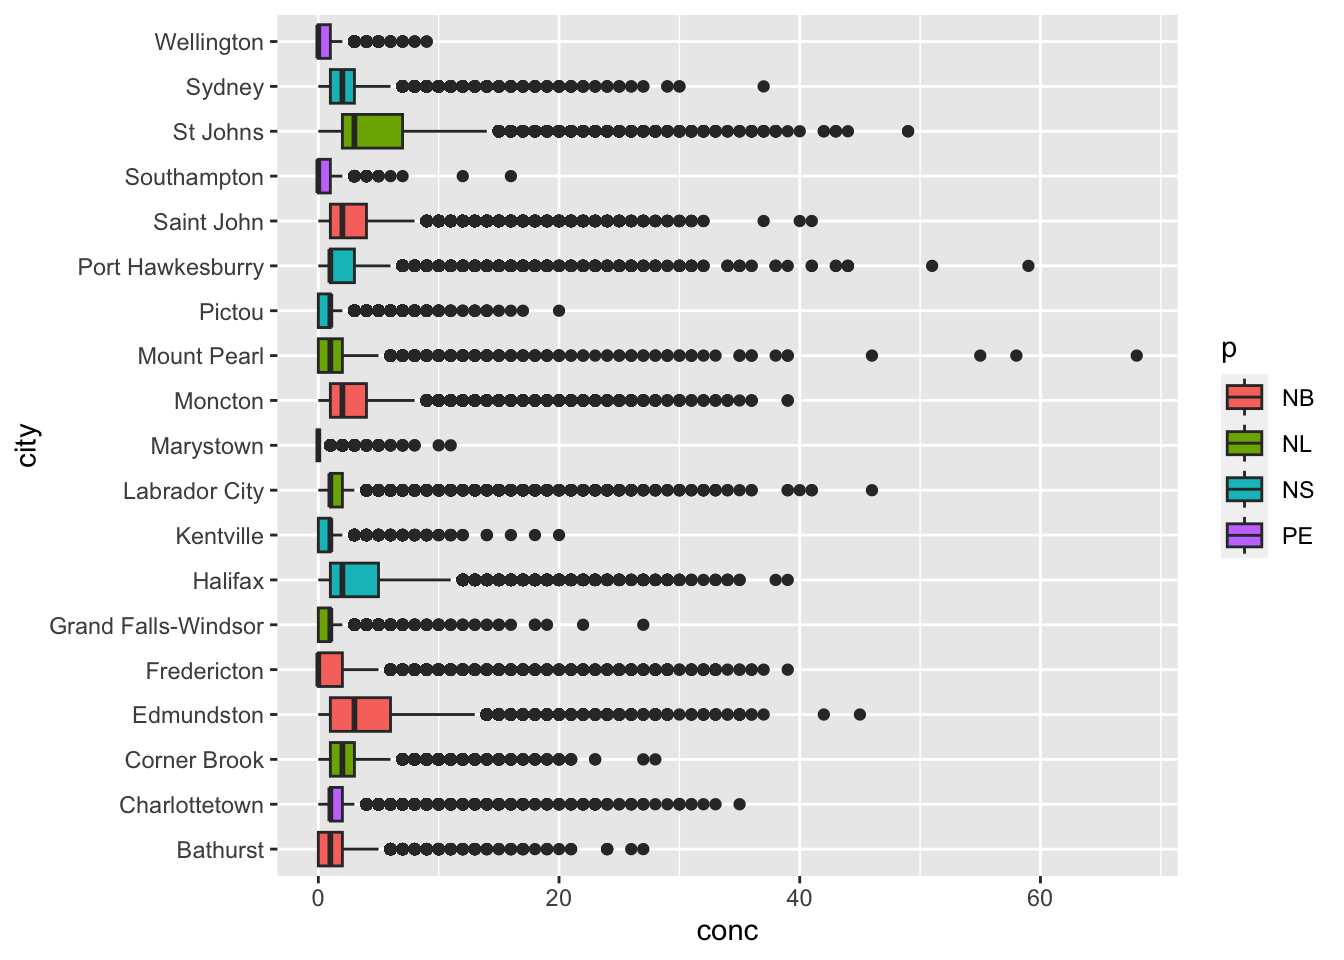 Wellington
Sydney
St Johns
Southampton
Saint John
Port Hawkesburry
Pictou
Mount Pearl
Moncton
Marystown
Labrador City
Kentville
Halifax
Grand Falls-Windsor
Fredericton
Edmundston
Corner Brook
Charlottetown
Bathurst
city
0 20 40 60
conc
p
NB
NL
NS
PE